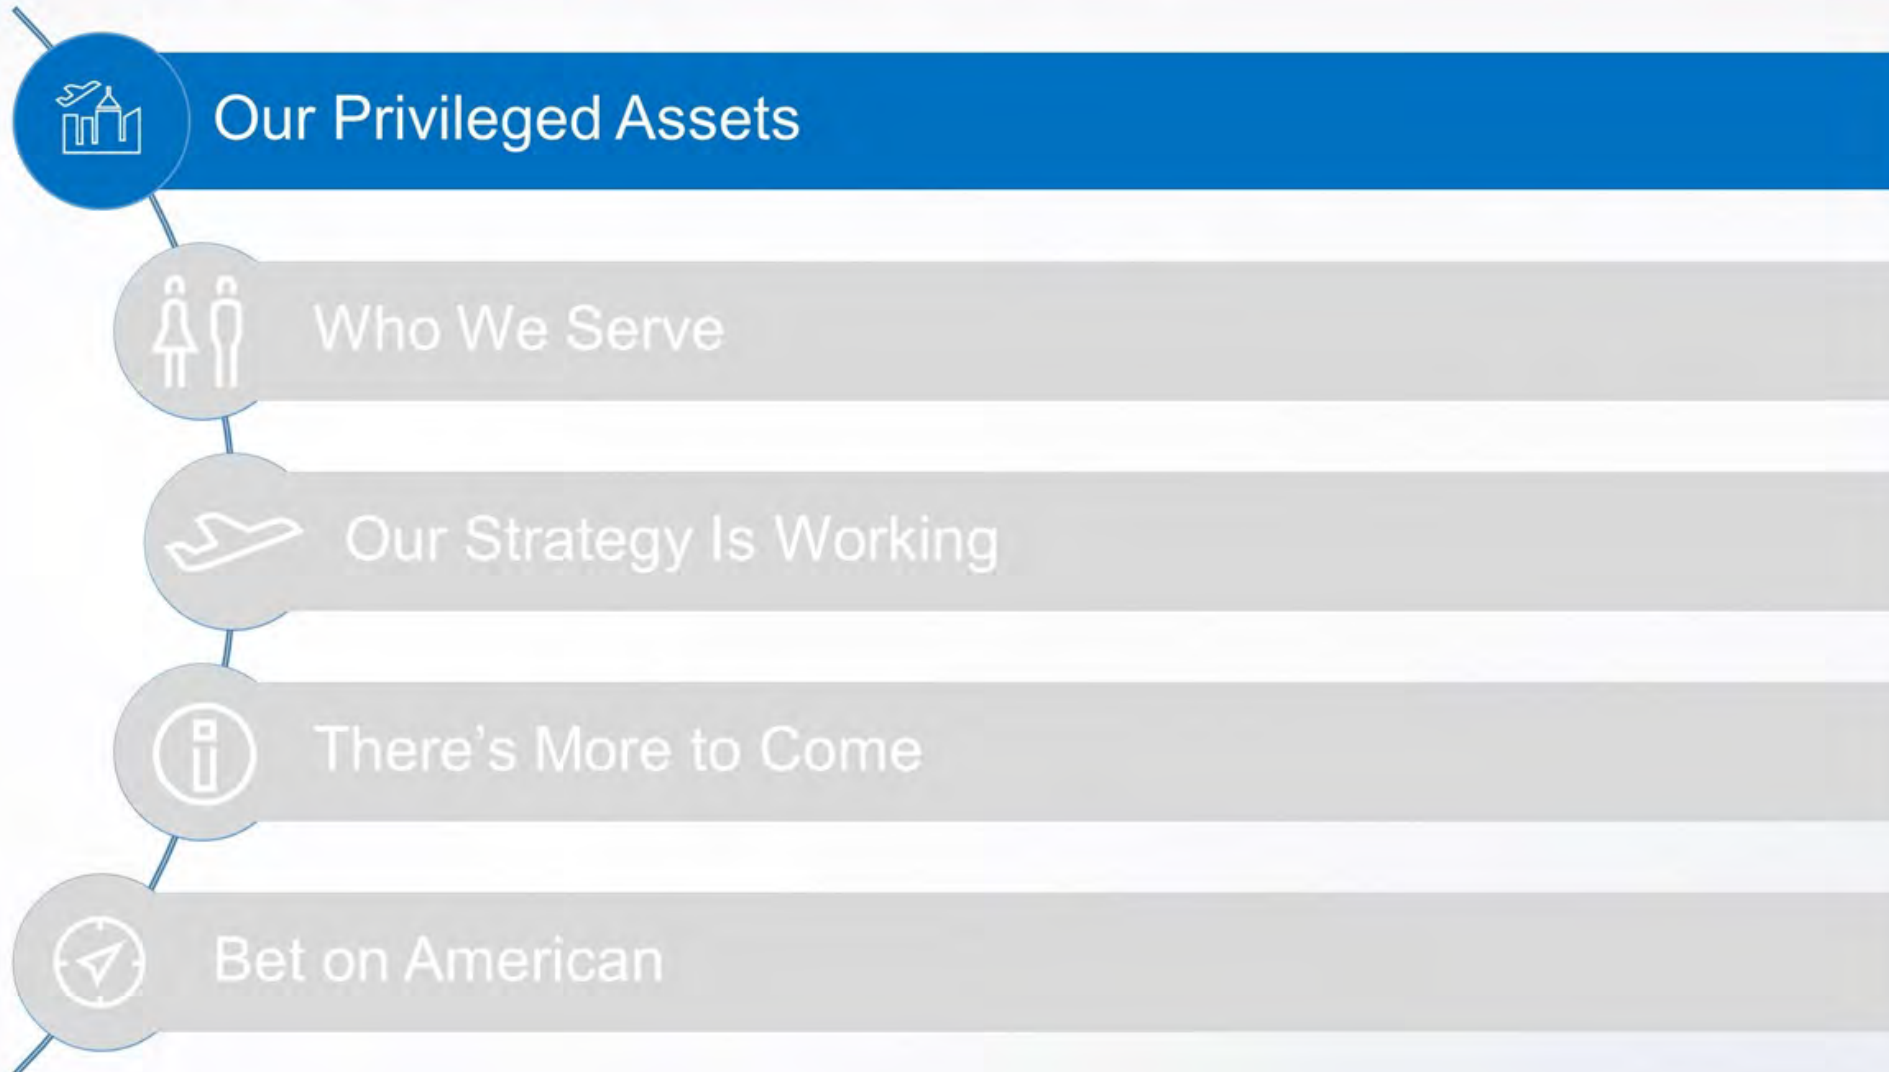 Our Privileged Assets
Who We Serve
Our Strategy Is Working
There's More to Come
Bet on American